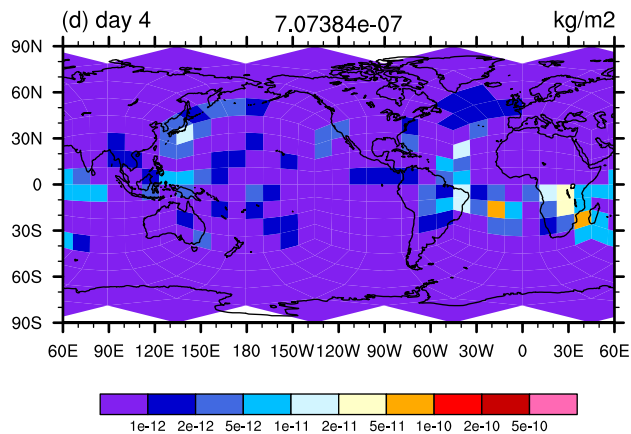 (d) day 4 7.07384e-07 kg/m2
90N
60N
30N
0
30S
60S
90S
60E 90E 120E 150E 180 150W 120W 90W 60W 30W 0 30E 60E
1e-12 2e-12 5e-12 1e-11 2e-11 5e-11 1e-10 2e-10 5e-10